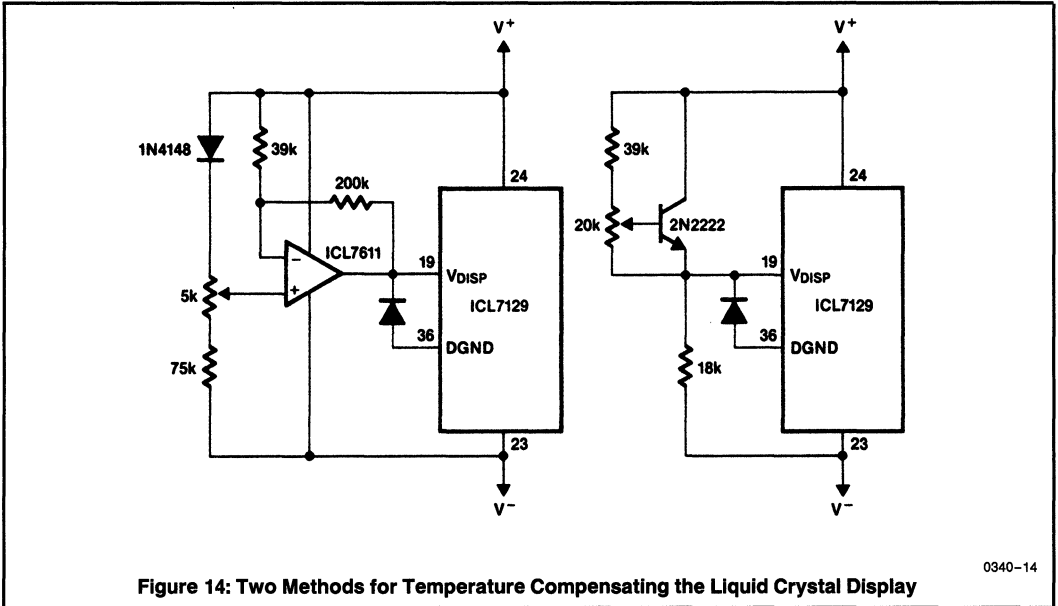 V+
1N4148
39k
200k
24
ICL7611
−
+
19
VDISP
ICL7129
5k
36
DGND
75k
23
V−
V+
39k
24
20k
2N2222
19
VDISP
ICL7129
36
DGND
18k
23
V−
0340–14
Figure 14: Two Methods for Temperature Compensating the Liquid Crystal Display